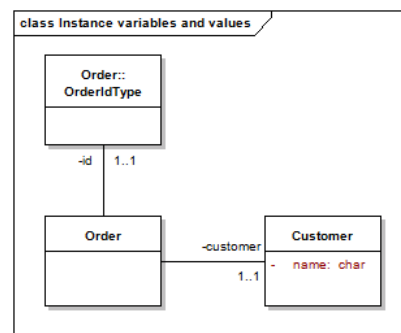 class Instance variables and values
Order::
OrderIdType
-id 1..1
Order
-customer
1..1
Customer
- name: char